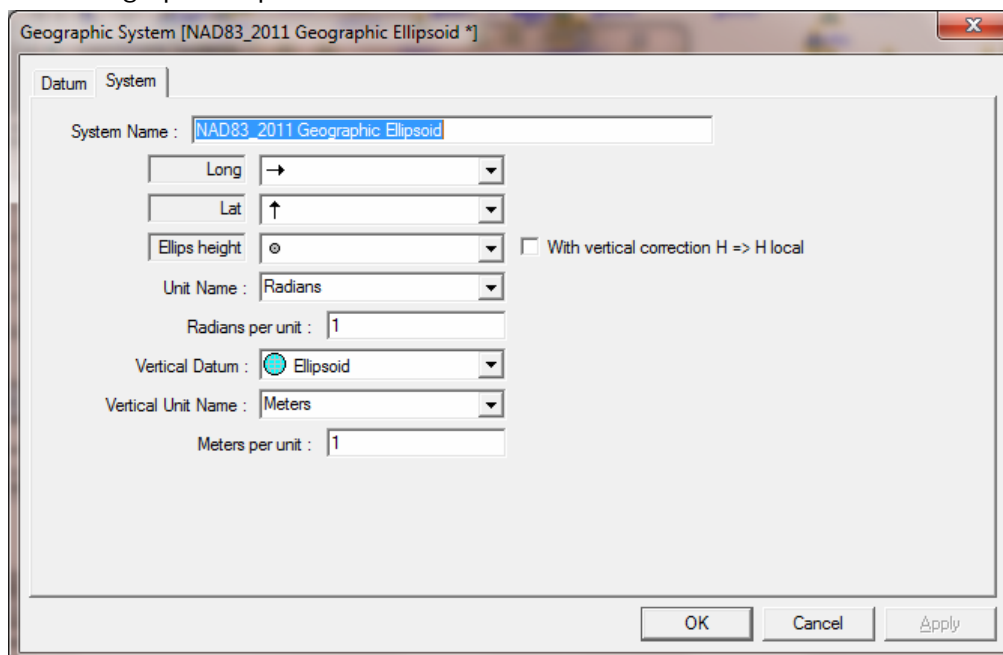 Geographic System [NAD83_2011 Geographic Ellipsoid *]
Datum System
System Name : NAD83_2011 Geographic Ellipsoid
Long
Lat
Ellips height With vertical correction H => H local
Unit Name : Radians
Radians per unit : 1
Vertical Datum : Ellipsoid
Vertical Unit Name : Meters
Meters per unit : 1
OK Cancel Apply